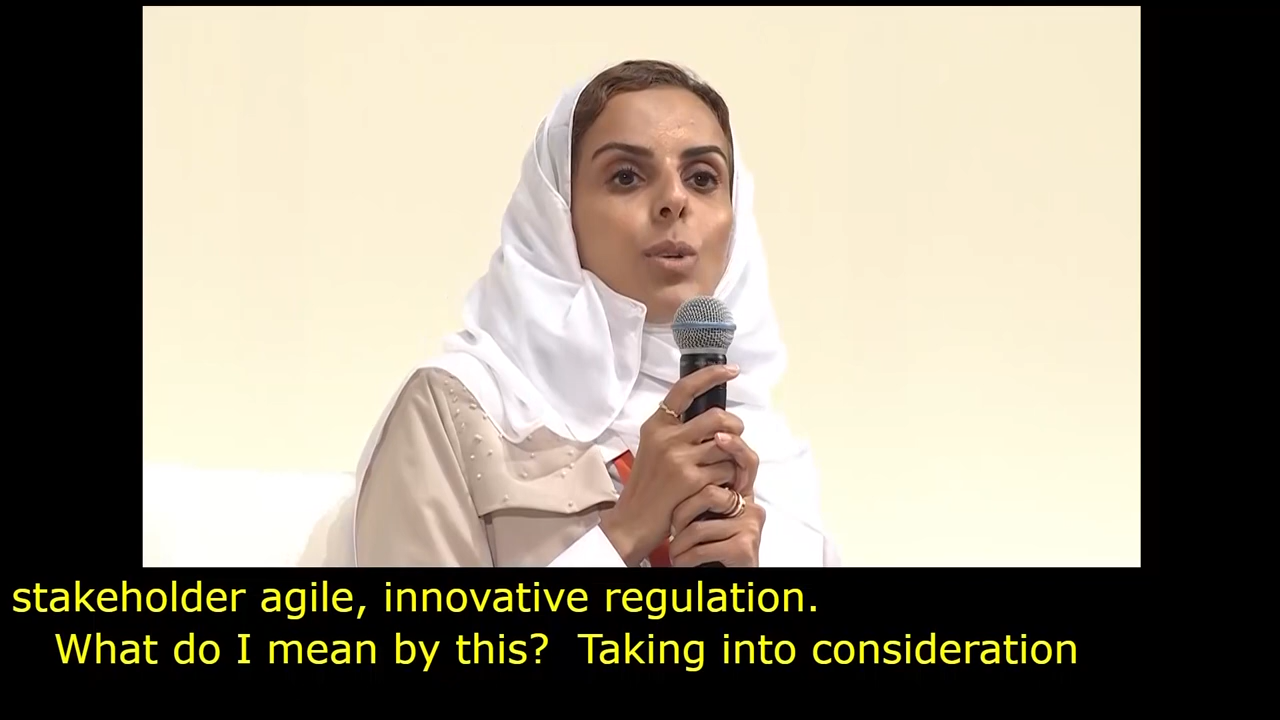 stakeholder agile, innovative regulation.
What do I mean by this?  Taking into consideration